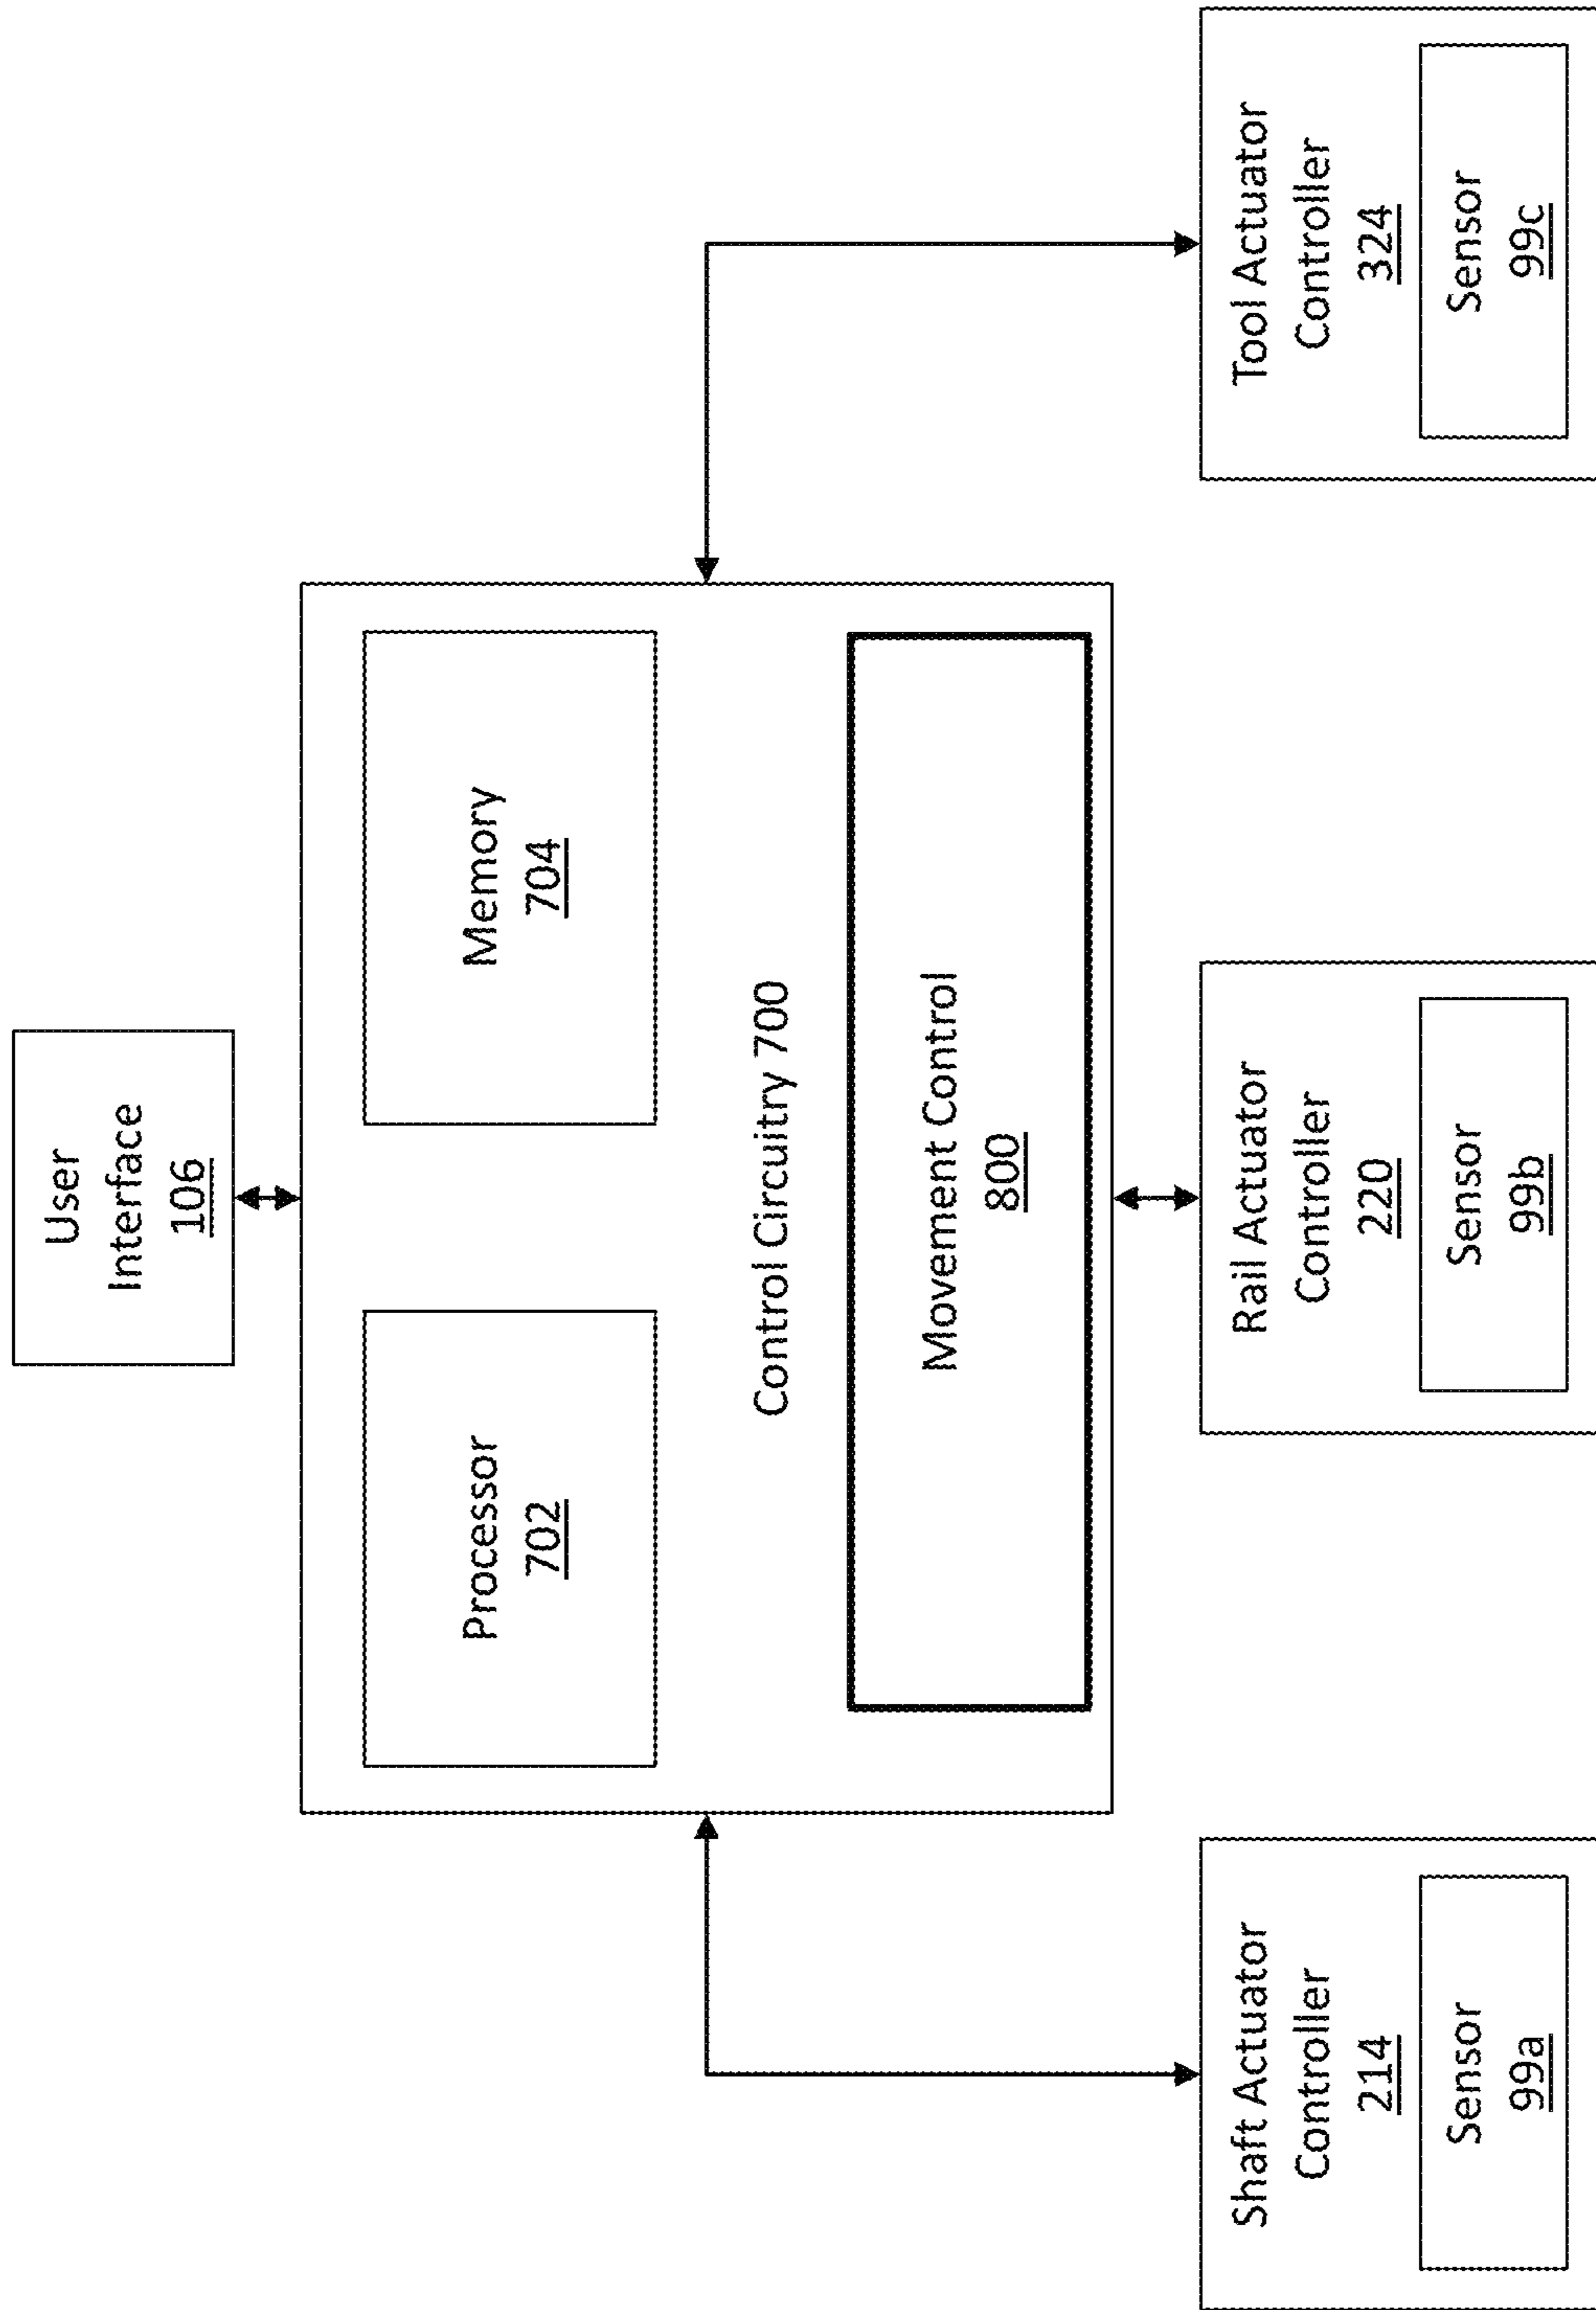 User
Interface
106
Processor
702
Memory
704
Control Circuitry 700
Movement Control
800
Shaft Actuator
Controller
214
Sensor
99a
Rail Actuator
Controller
220
Sensor
99b
Tool Actuator
Controller
324
Sensor
99c